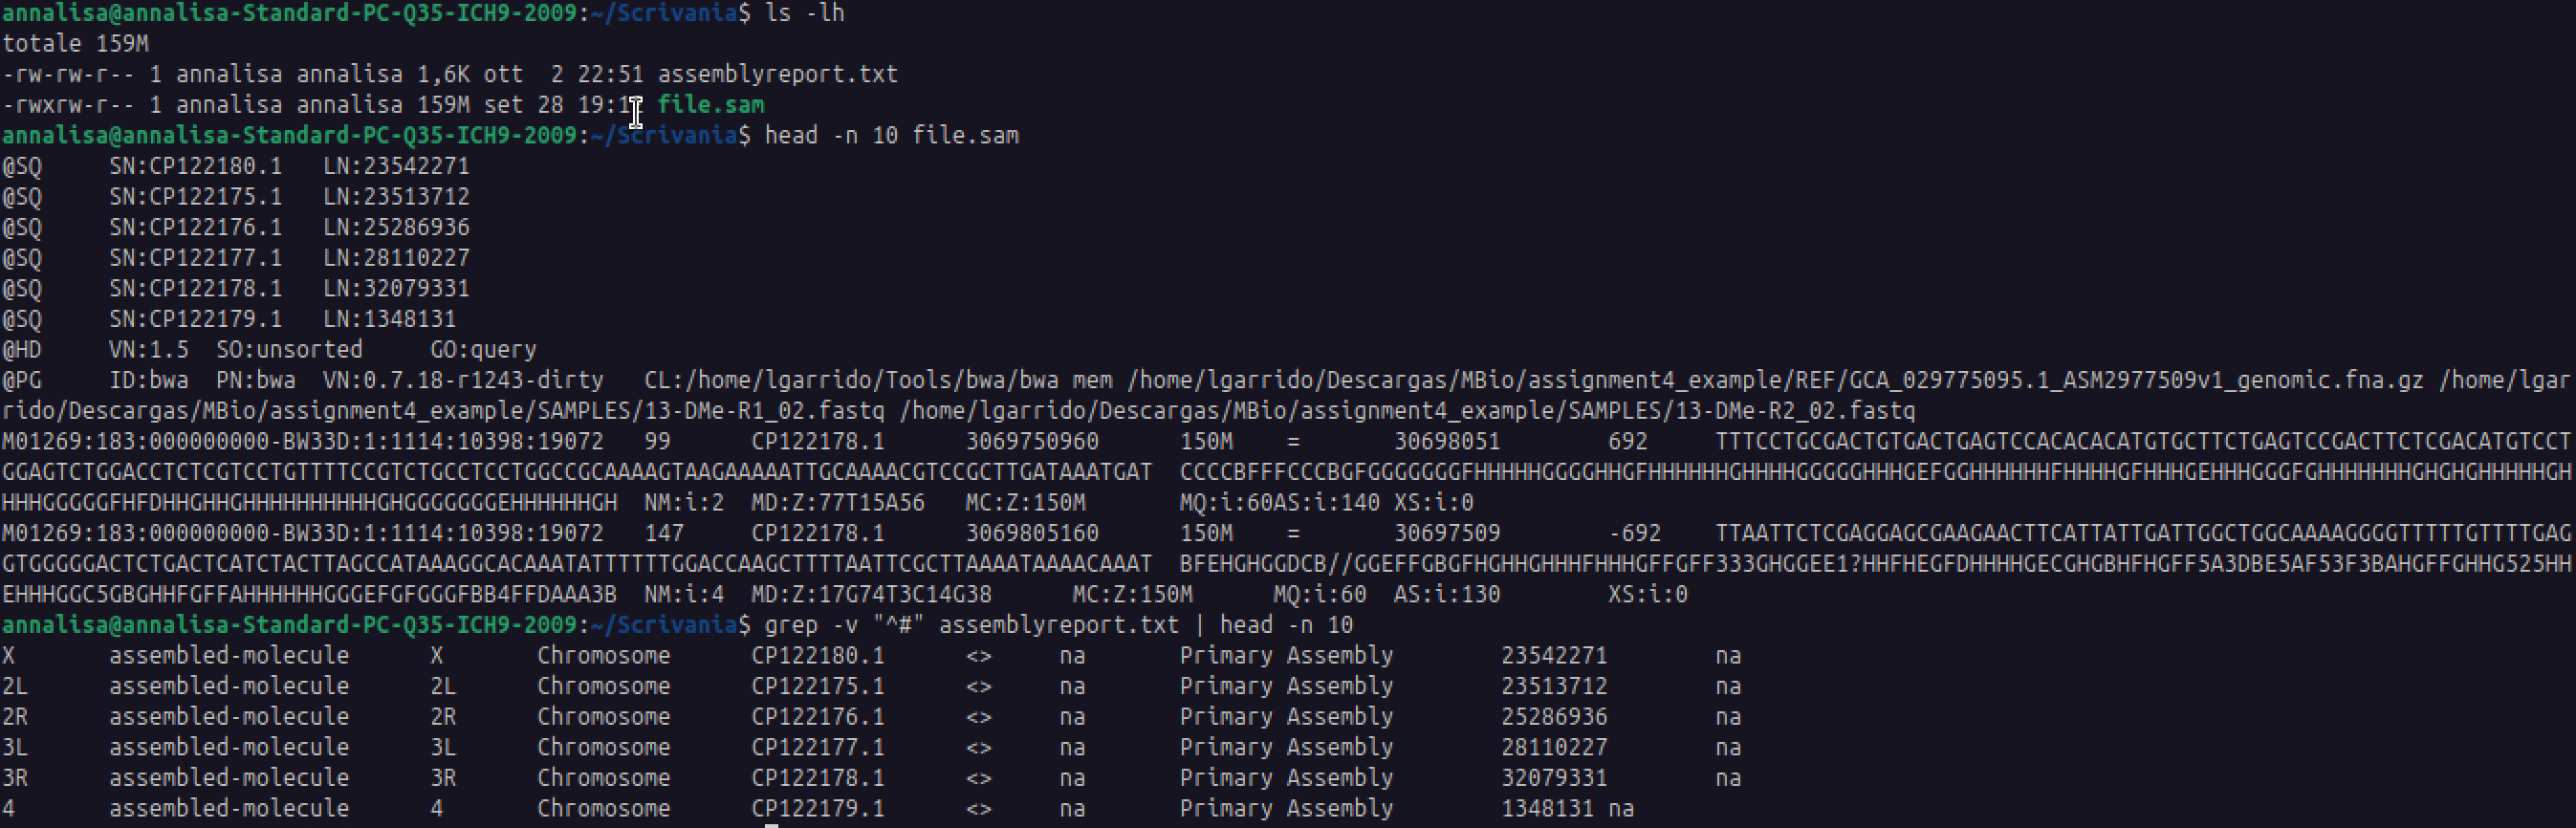 annalisa@annalisa-Standard-PC-Q35-ICH9-2009:~/Scrivania$ ls -lh
totale 159M
-rw-rw-r-- 1 annalisa annalisa 1,6K ott  2 22:51 assemblyreport.txt
-rwxrw-r-- 1 annalisa annalisa 159M set 28 file.sam
annalisa@annalisa-Standard-PC-Q35-ICH9-2009:~/Scrivania$ head -n 10 file.sam
@SQ     SN:CP122180.1   LN:23542271
@SQ     SN:CP122175.1   LN:23513712
@SQ     SN:CP122176.1   LN:25286936
@SQ     SN:CP122177.1   LN:28110227
@SQ     SN:CP122178.1   LN:32079331
@SQ     SN:CP122179.1   LN:1348131
@HD     VN:1.5  SO:unsorted     GO:query
@PG     ID:bwa  PN:bwa  VN:0.7.18-r1243-dirty   CL:/home/lgarrido/Tools/bwa/bwa mem /home/lgarrido/Descargas/MBio/assignment4_example/REF/GCA_029775095.1_ASM2977509v1_genomic.fna.gz /home/lgar
rido/Descargas/MBio/assignment4_example/SAMPLES/13-DMe-R1_02.fastq /home/lgarrido/Descargas/MBio/assignment4_example/SAMPLES/13-DMe-R2_02.fastq
M01269:183:000000000-BW33D:1:1114:10398:19072   99      CP122178.1      3069750960      150M    =       30698051        692     TTTCCTGCGACTGTGACTGAGTCCACACACATGTGCTTCTGAGTCCGACTTCTCGACATGTCCT
GGAGTCTGGACCTCTCGTCCTGTTTTCCGTCTGCCTCCTGGCCGCAAAAGTAAGAAAAATTGCAAAACGTCCGCTTGATAAATGAT  CCCCBFFFCCCBGFGGGGGGGFHHHHHGGGGHHGFHHHHHHGHHHHGGGGGHHHGEFGGHHHHHHFHHHHGFHHHGEHHHGGGFGHHHHHHHGHGHGHHHHHGH
HHHGGGGGFHFDHHGHHGHHHHHHHHHHGHGGGGGGGEHHHHHHGH  NM:i:2  MD:Z:77T15A56   MC:Z:150M       MQ:i:60AS:i:140 XS:i:0
M01269:183:000000000-BW33D:1:1114:10398:19072   147     CP122178.1      3069805160      150M    =       30697509        -692    TTAATTCTCGAGGAGCGAAGAACTTCATTATTGATTGGCTGGCAAAAGGGGTTTTTGTTTTGAG
GTGGGGGACTCTGACTCATCTACTTAGCCATAAAGGCACAAATATTTTTTGGACCAAGCTTTTAATTCGCTTAAAATAAAACAAAT  BFEHGHGGDCB//GGEFFGBGFHGHHGHHHFHHHGFFGFF333GHGGEE1?HHFHEGFDHHHHGECGHGBHFHGFF5A3DBE5AF53F3BAHGFFGHHG525HH
EHHHGGC5GBGHHFGFFAHHHHHHGGGEFGFGGGFBB4FFDAAA3B  NM:i:4  MD:Z:17G74T3C14G38      MC:Z:150M      MQ:i:60  AS:i:130        XS:i:0
annalisa@annalisa-Standard-PC-Q35-ICH9-2009:~/Scrivania$ grep -v "^#" assemblyreport.txt | head -n 10
X       assembled-molecule      X       Chromosome      CP122180.1      <>     na       Primary Assembly        23542271        na
2L      assembled-molecule      2L      Chromosome      CP122175.1      <>     na       Primary Assembly        23513712        na
2R      assembled-molecule      2R      Chromosome      CP122176.1      <>     na       Primary Assembly        25286936        na
3L      assembled-molecule      3L      Chromosome      CP122177.1      <>     na       Primary Assembly        28110227        na
3R      assembled-molecule      3R      Chromosome      CP122178.1      <>     na       Primary Assembly        32079331        na
4       assembled-molecule      4       Chromosome      CP122179.1      <>     na       Primary Assembly        1348131 na